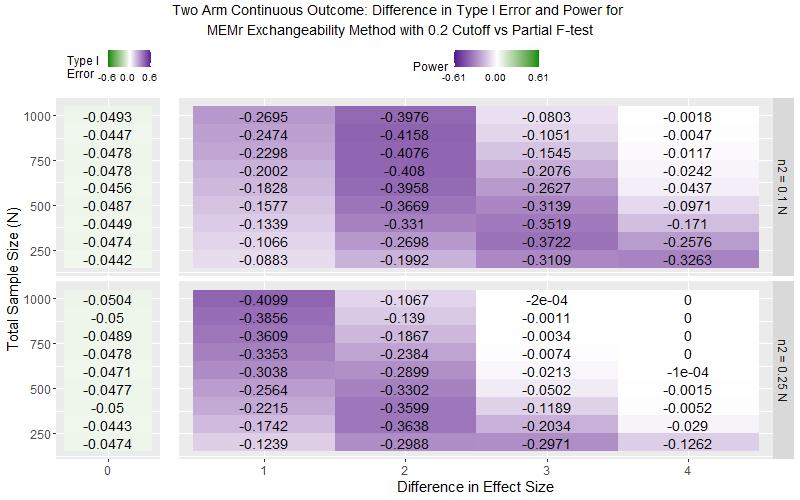 Two Arm Continuous Outcome: Difference in Type I Error and Power for
MEMr Exchangeability Method with 0.2 Cutoff vs Partial F-test
Type I
Error
-0.6 0.0 0.6
Power
-0.61 0.00 0.61
Total Sample Size (N)
1000 -0.0493 -0.2695 -0.3976 -0.0803 -0.0018
-0.0447 -0.2474 -0.4158 -0.1051 -0.0047
-0.0478 -0.2298 -0.4076 -0.1545 -0.0117
750
-0.0478 -0.2002 -0.408 -0.2076 -0.0242
-0.0456 -0.1828 -0.3958 -0.2627 -0.0437
500 -0.0487 -0.1577 -0.3669 -0.3139 -0.0971
-0.0449 -0.1339 -0.331 -0.3519 -0.171
-0.0474 -0.1066 -0.2698 -0.3722 -0.2576
250
-0.0442 -0.0883 -0.1992 -0.3109 -0.3263
n2 = 0.1 N
1000 -0.0504 -0.4099 -0.1067 -2e-04 0
-0.05 -0.3856 -0.139 -0.0011 0
-0.0489 -0.3609 -0.1867 -0.0034 0
750
-0.0478 -0.3353 -0.2384 -0.0074 0
-0.0471 -0.3038 -0.2899 -0.0213 -1e-04
500 -0.0477 -0.2564 -0.3302 -0.0502 -0.0015
-0.05 -0.2215 -0.3599 -0.1189 -0.0052
-0.0443 -0.1742 -0.3638 -0.2034 -0.029
250
-0.0474 -0.1239 -0.2988 -0.2971 -0.1262
n2 = 0.25 N
0 1 2 3 4
Difference in Effect Size